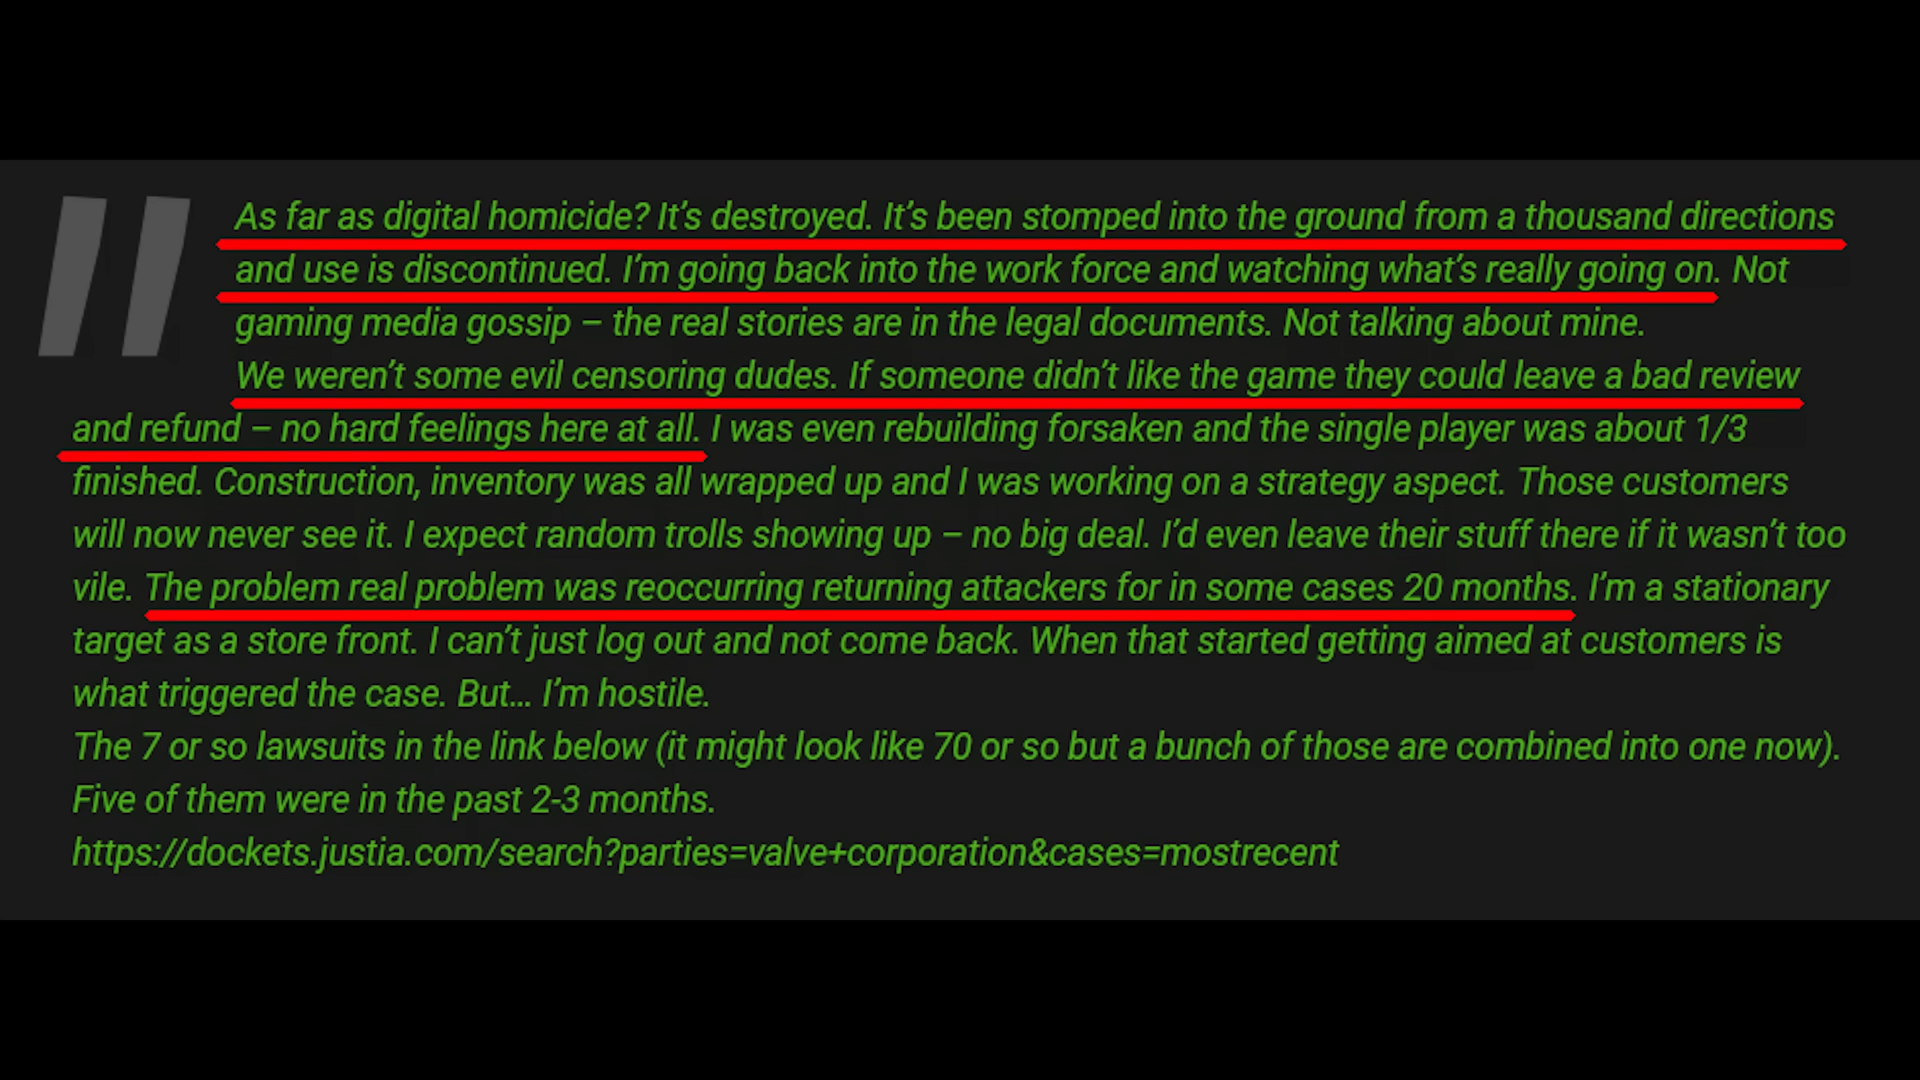 As far as digital homicide? It’s destroyed. It’s been stomped into the ground from a thousand directions
and use is discontinued. I’m going back into the work force and watching what’s really going on. Not
gaming media gossip – the real stories are in the legal documents. Not talking about mine.
We weren’t some evil censoring dudes. If someone didn’t like the game they could leave a bad review
and refund – no hard feelings here at all. I was even rebuilding forsaken and the single player was about 1/3
finished. Construction, inventory was all wrapped up and I was working on a strategy aspect. Those customers
will now never see it. I expect random trolls showing up – no big deal. I’d even leave their stuff there if it wasn’t too
vile. The problem real problem was reoccurring returning attackers for in some cases 20 months. I’m a stationary
target as a store front. I can’t just log out and not come back. When that started getting aimed at customers is
what triggered the case. But… I’m hostile.
The 7 or so lawsuits in the link below (it might look like 70 or so but a bunch of those are combined into one now).
Five of them were in the past 2-3 months.
https://dockets.justia.com/search?parties=valve+corporation&cases=mostrecent